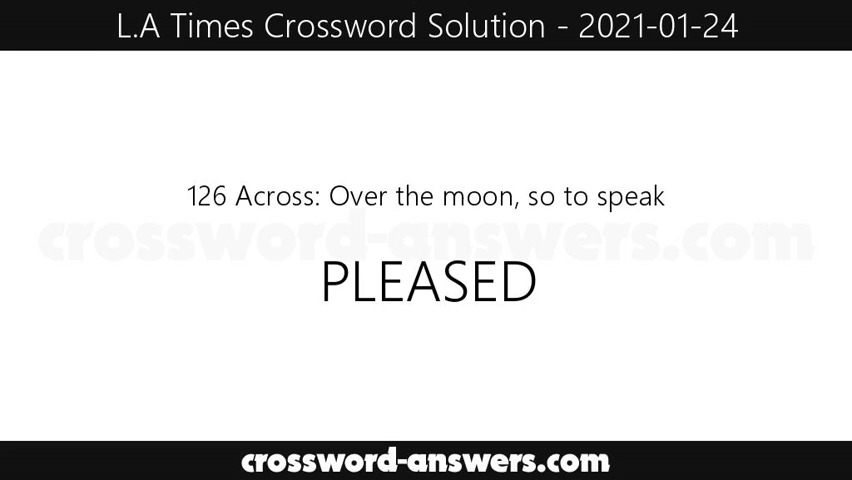 L.A Times Crossword Solution - 2021-01-24
126 Across: Over the moon, so to speak
crossword-answers.com
PLEASED
crossword-answers.com